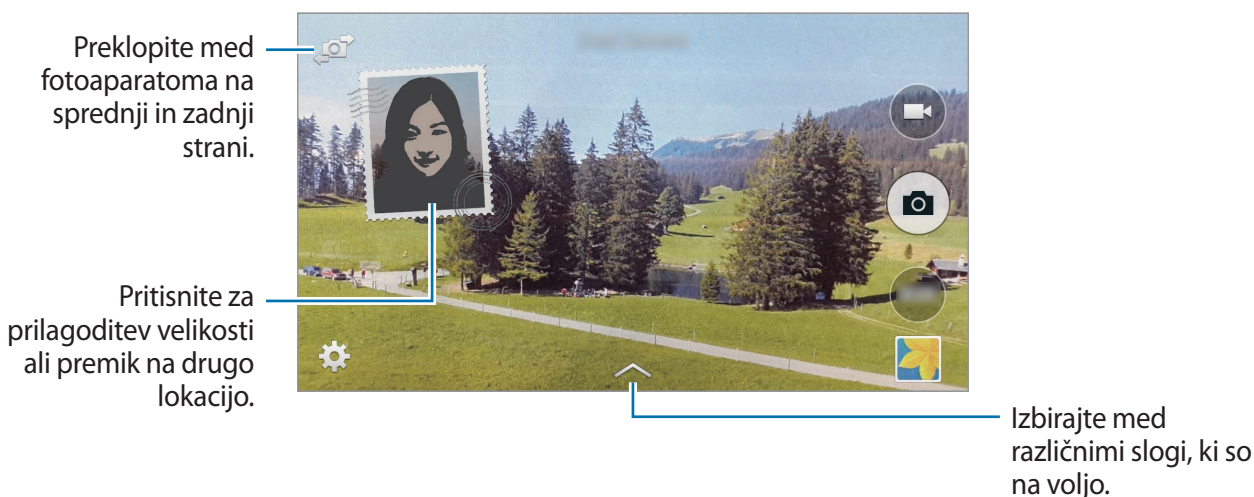 Preklopite med
fotoaparatoma na
sprednji in zadnji
strani.
Pritisnite za
prilagoditev velikosti
ali premik na drugo
lokacijo.
Izbirajte med
različnimi slogi, ki so
na voljo.